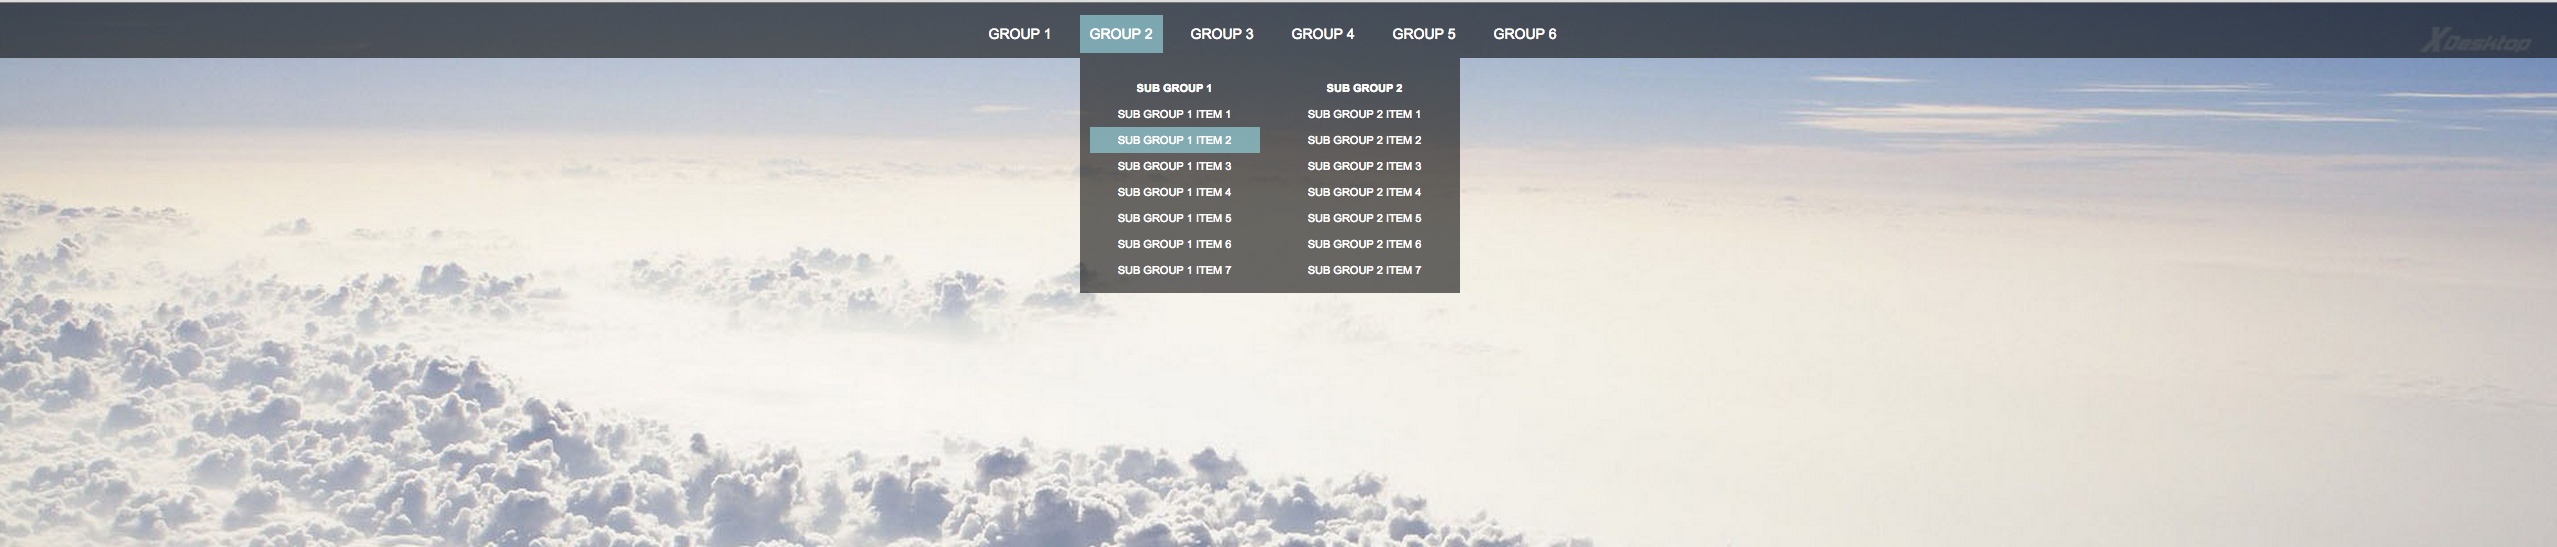 GROUP 1 GROUP 2 GROUP 3 GROUP 4 GROUP 5 GROUP 6
XDesktop
SUB GROUP 1
SUB GROUP 1 ITEM 1
SUB GROUP 1 ITEM 2
SUB GROUP 1 ITEM 3
SUB GROUP 1 ITEM 4
SUB GROUP 1 ITEM 5
SUB GROUP 1 ITEM 6
SUB GROUP 1 ITEM 7
SUB GROUP 2
SUB GROUP 2 ITEM 1
SUB GROUP 2 ITEM 2
SUB GROUP 2 ITEM 3
SUB GROUP 2 ITEM 4
SUB GROUP 2 ITEM 5
SUB GROUP 2 ITEM 6
SUB GROUP 2 ITEM 7